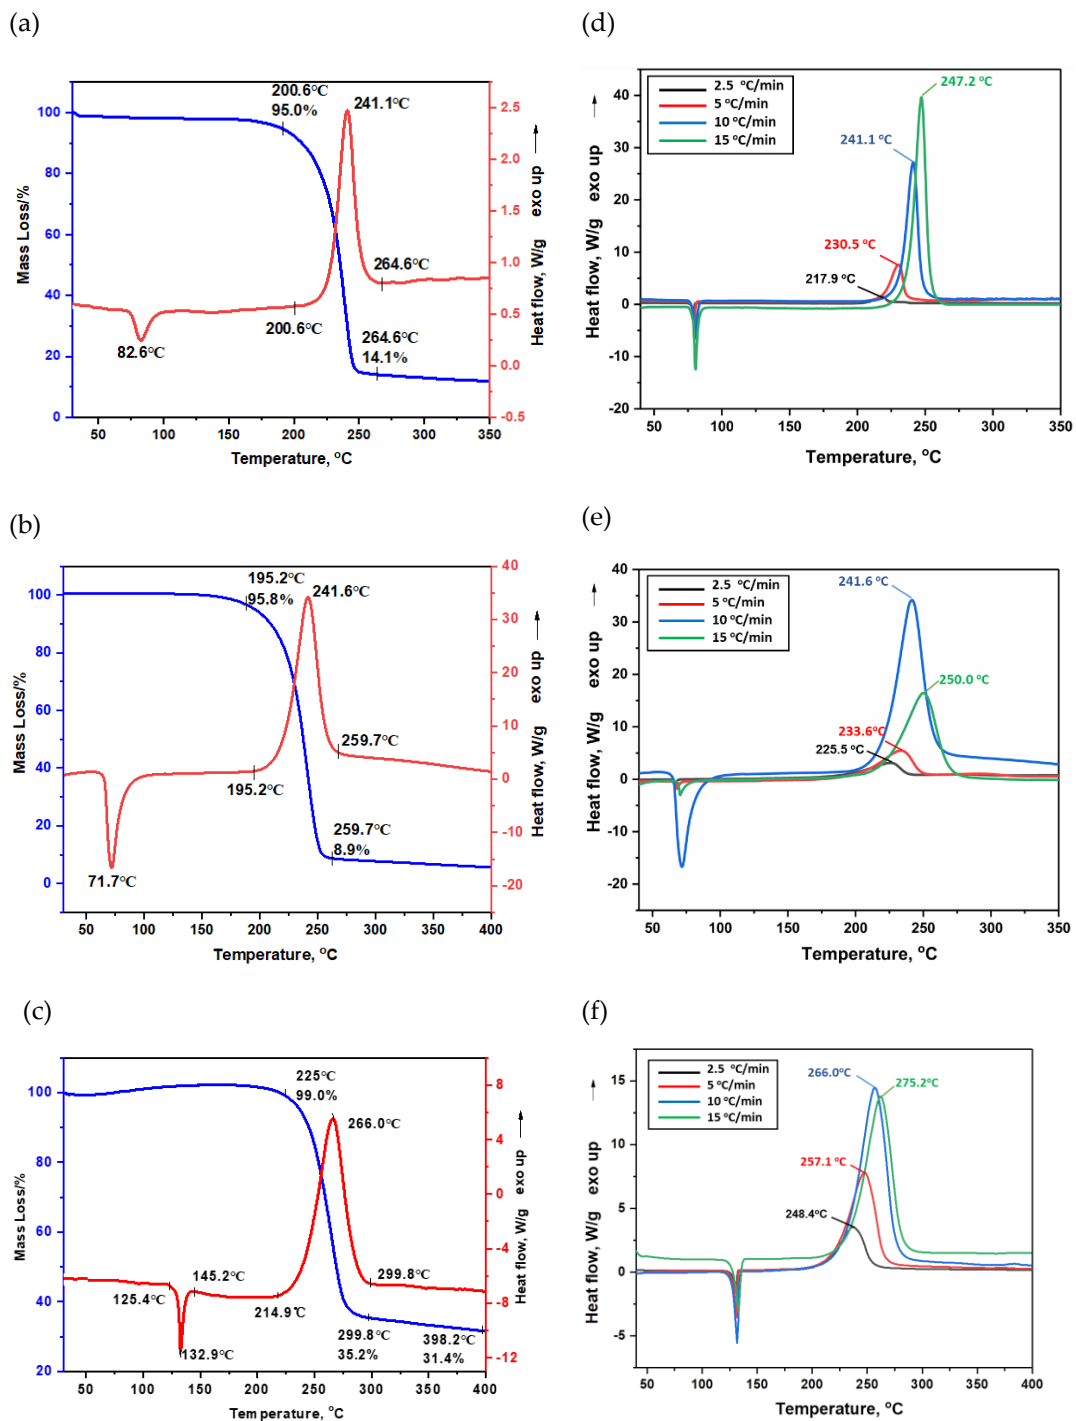 (a)
200.6°C
95.0%
241.1°C
264.6°C
200.6°C
264.6°C
14.1%
82.6°C
100
80
60
40
20
0
Mass Loss/%
2.5
2.0
1.5
1.0
0.5
0.0
-0.5
Heat flow, W/g exo up
50 100 150 200 250 300 350
Temperature, °C
(d)
2.5 °C/min
5 °C/min
10 °C/min
15 °C/min
247.2 °C
241.1 °C
230.5 °C
217.9 °C
40
30
20
10
0
-10
-20
Heat flow, W/g exo up
50 100 150 200 250 300 350
Temperature, °C
(b)
195.2°C
95.8%
241.6°C
259.7°C
195.2°C
259.7°C
8.9%
71.7°C
100
80
60
40
20
0
Mass Loss/%
40
35
30
25
20
15
10
5
0
-10
-15
-20
Heat flow, W/g exo up
50 100 150 200 250 300 350 400
Temperature, °C
(e)
2.5 °C/min
5 °C/min
10 °C/min
15 °C/min
241.6 °C
250.0 °C
233.6°C
225.5 °C
40
30
20
10
0
-10
-20
Heat flow, W/g exo up
50 100 150 200 250 300 350
Temperature, °C
(c)
225°C
99.0%
266.0°C
145.2°C
125.4°C
214.9°C
299.8°C
132.9°C
299.8°C
35.2%
398.2°C
31.4%
100
80
60
40
20
Mass Loss/%
8
4
0
-4
-8
-12
Heat flow, W/g exo up
50 100 150 200 250 300 350 400
Temperature, °C
(f)
2.5 °C/min
5 °C/min
10 °C/min
15 °C/min
266.0°C
275.2°C
257.1 °C
248.4°C
15
10
5
0
-5
Heat flow, W/g exo up
50 100 150 200 250 300 350 400
Temperature, °C